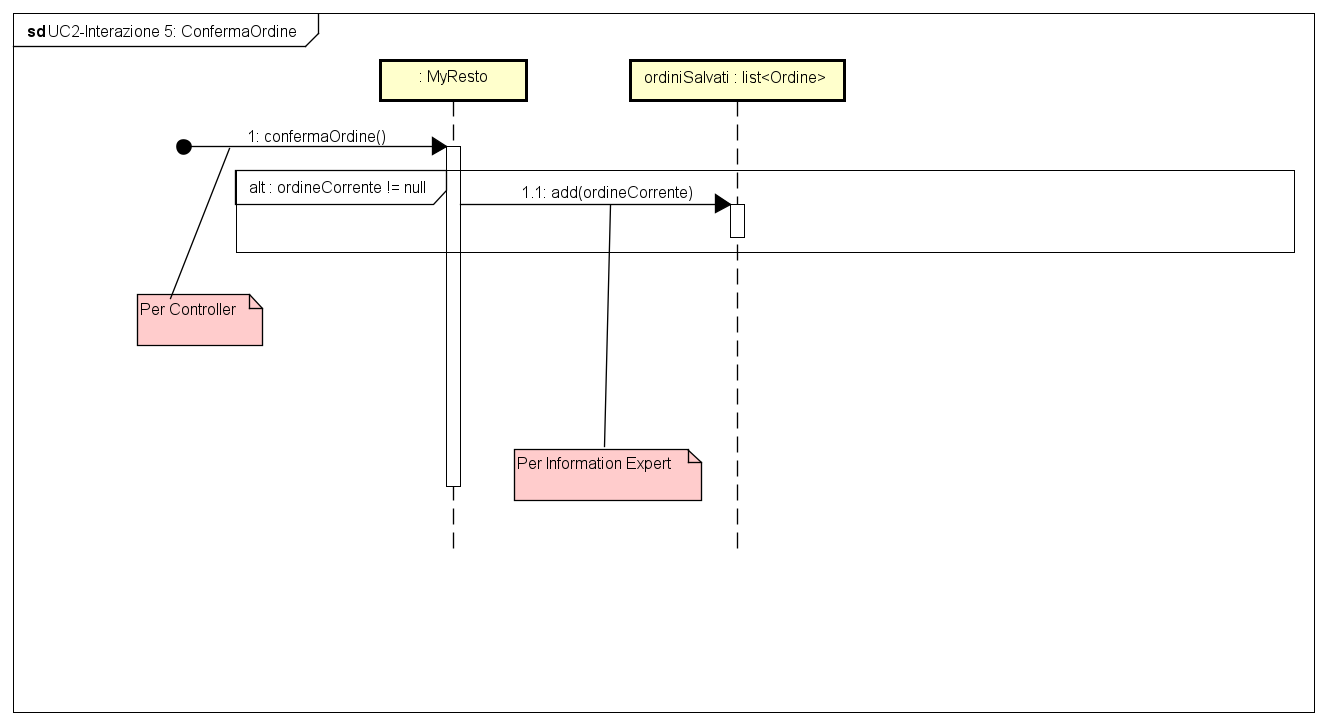 sd UC2-Interazione 5: ConfermaOrdine
: MyResto
ordiniSalvati : list<Ordine>
1: confermaOrdine()
alt : ordineCorrente != null
1.1: add(ordineCorrente)
Per Controller
Per Information Expert